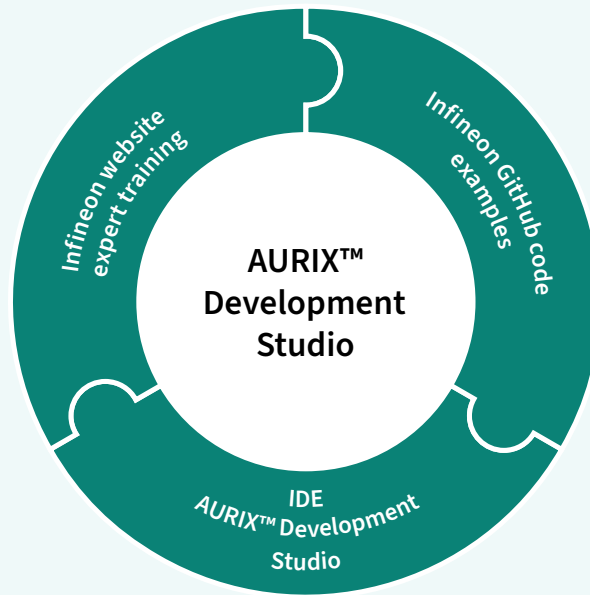 Infineon website
expert training
Infineon GitHub code
examples
AURIX™
Development
Studio
IDE
AURIX™ Development
Studio